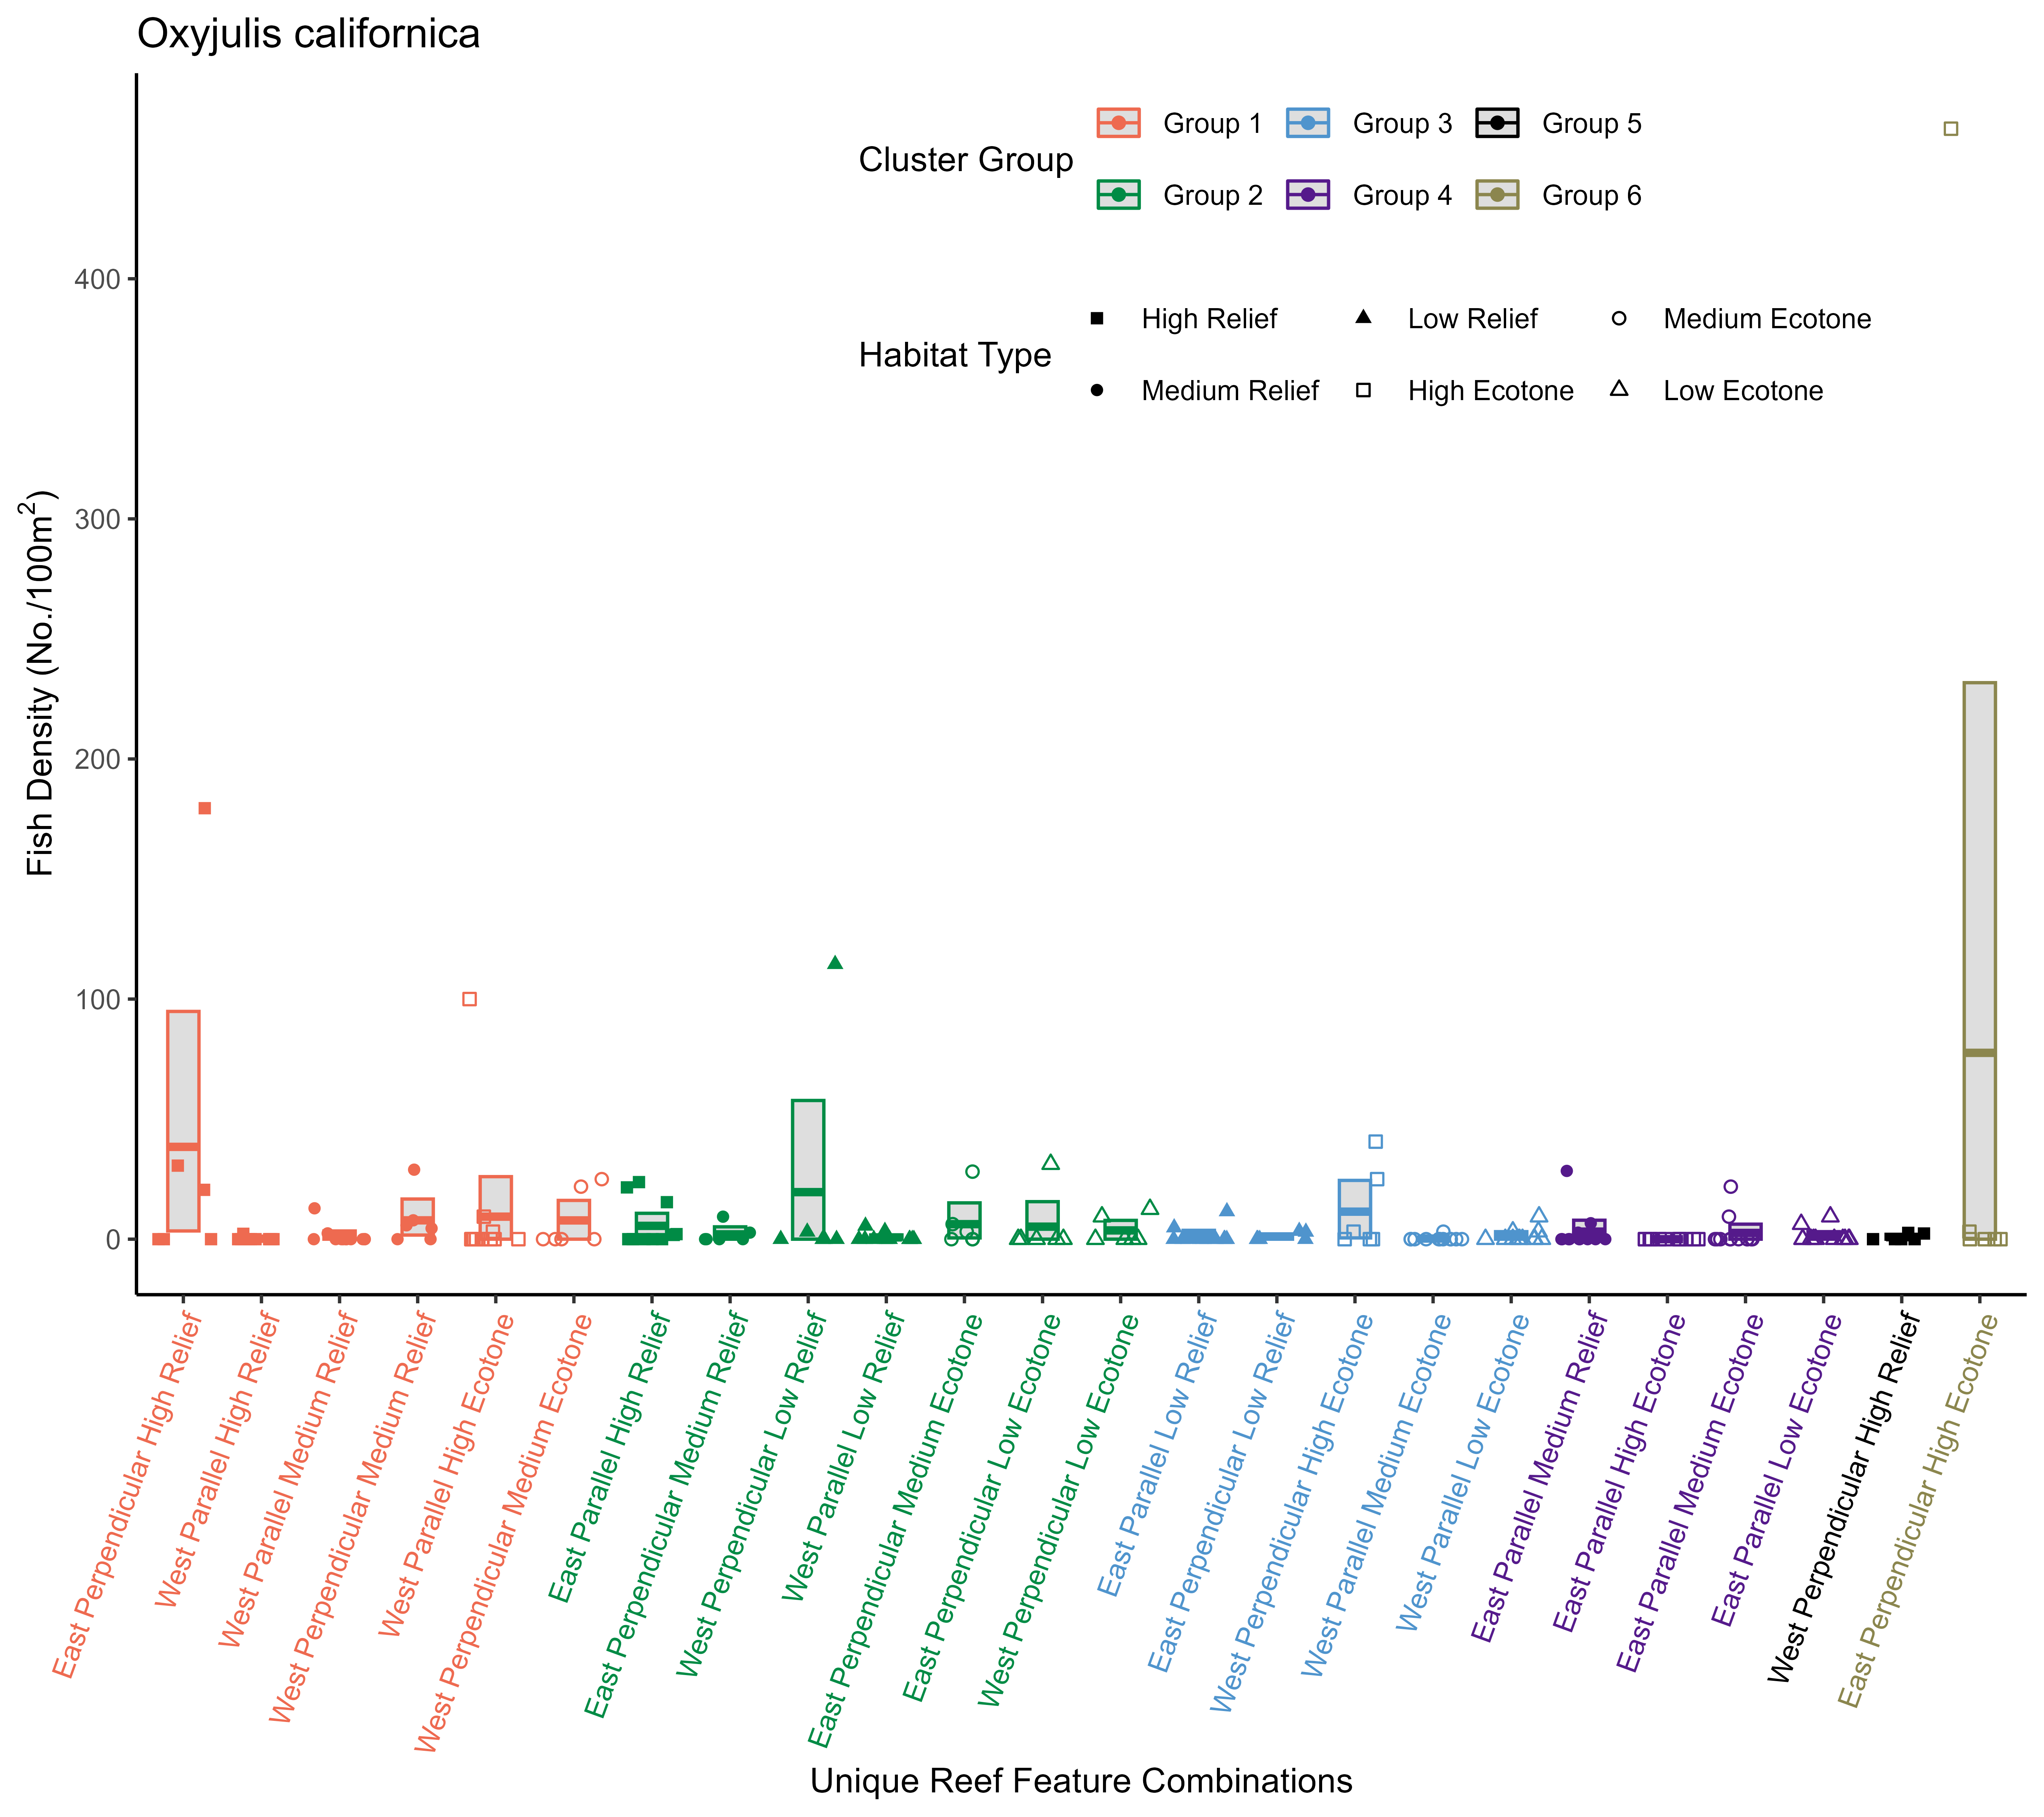 Oxyjulis californica
Cluster Group
Group 1
Group 3
Group 5
Group 2
Group 4
Group 6
Habitat Type
High Relief
Low Relief
Medium Ecotone
Medium Relief
High Ecotone
Low Ecotone
Fish Density (No./100m²)
400
300
200
100
0
East Perpendicular High Relief
West Parallel High Relief
West Parallel Medium Relief
West Perpendicular Medium Relief
West Parallel High Ecotone
West Perpendicular Medium Ecotone
East Parallel High Relief
East Perpendicular Medium Relief
West Perpendicular Low Relief
West Parallel Low Relief
East Perpendicular Medium Ecotone
East Perpendicular Low Ecotone
West Perpendicular Low Ecotone
East Parallel Low Relief
East Perpendicular Low Relief
West Perpendicular High Ecotone
West Parallel Medium Ecotone
West Parallel Low Ecotone
East Parallel Medium Relief
East Parallel High Ecotone
East Parallel Medium Ecotone
East Parallel Low Ecotone
West Perpendicular High Relief
East Perpendicular High Ecotone
Unique Reef Feature Combinations